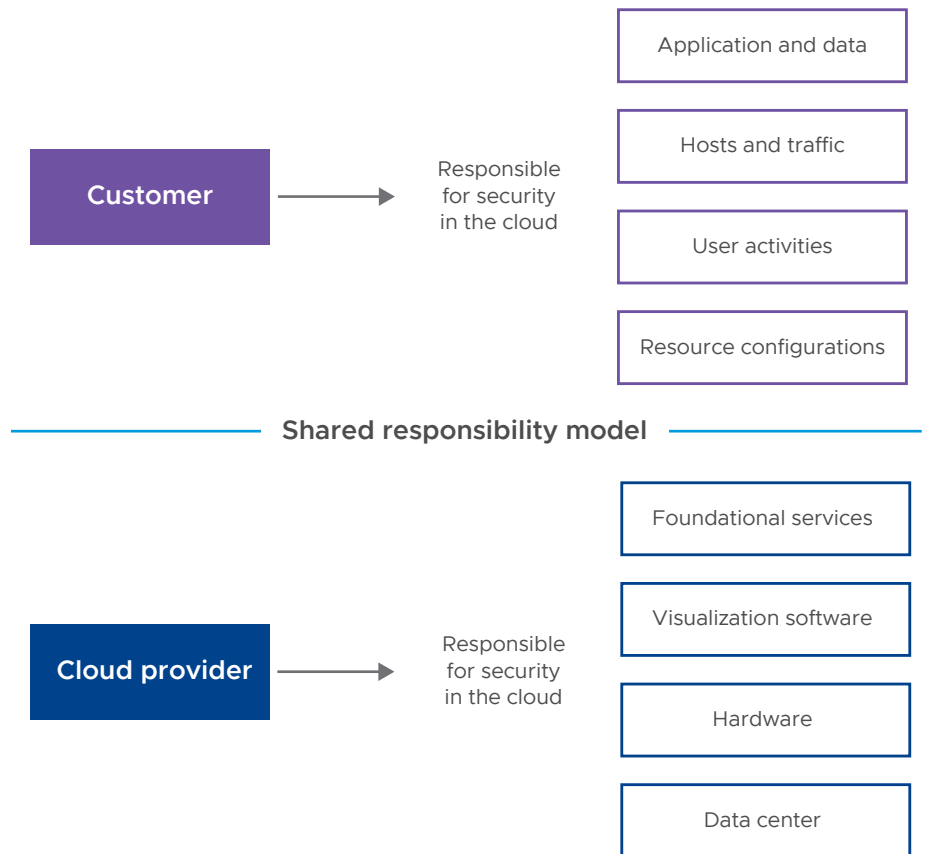 Application and data
Hosts and traffic
Customer
Responsible
for security
in the cloud
User activities
Resource configurations
Shared responsibility model
Foundational services
Visualization software
Cloud provider
Responsible
for security
in the cloud
Hardware
Data center